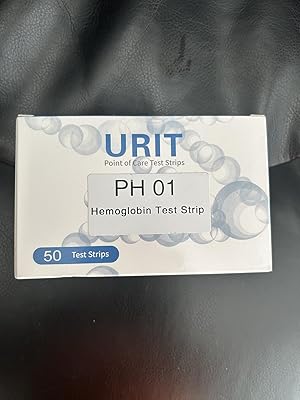 URIT
Point of Care Test Strips
PH 01
Hemoglobin Test Strip
50 Test Strips